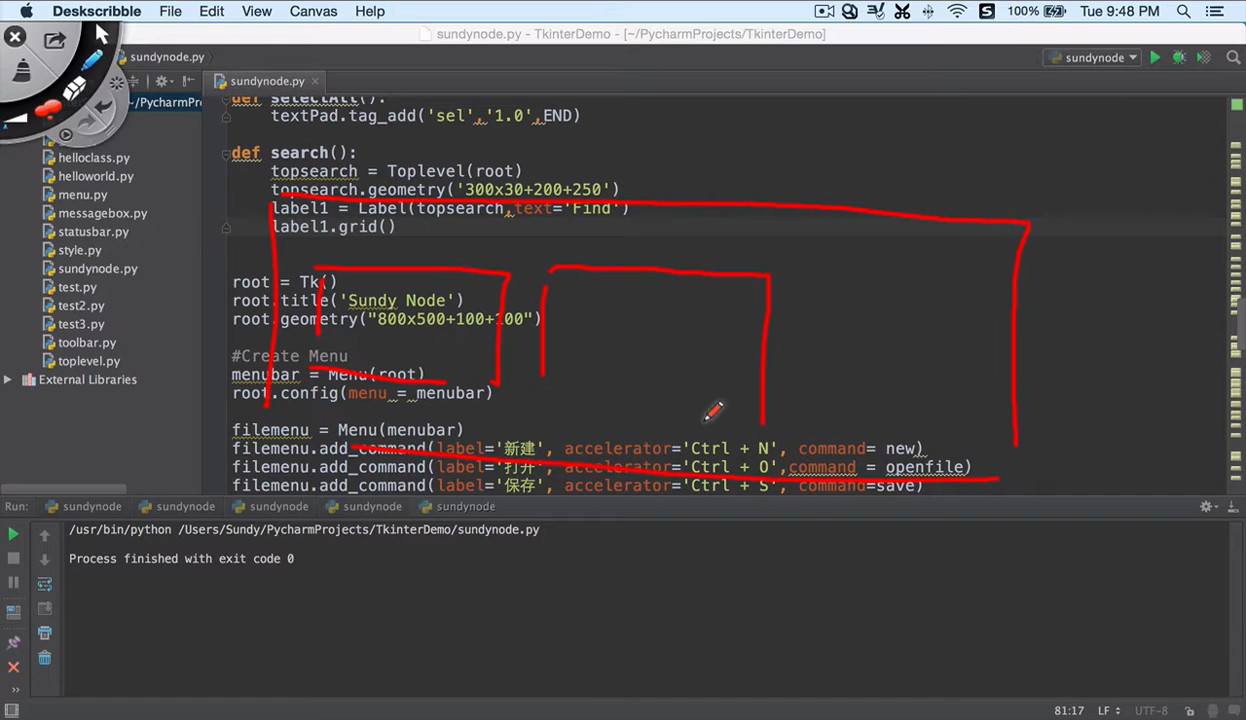 Deskscribble File Edit View Canvas Help 100% Tue 9:48 PM
sundynode.py - TkinterDemo - [~/PycharmProjects/TkinterDemo]
sundynode.py sundynode
~/Pycharm sundynode.py
def selectAll():
textPad.tag_add('sel','1.0',END)
def search():
topsearch = Toplevel(root)
topsearch.geometry('300x30+200+250')
label1 = Label(topsearch,text='Find')
label1.grid()
root = Tk()
root.title('Sundy Node')
root.geometry("800x500+100+100")
#Create Menu
menubar = Menu(root)
root.config(menu = menubar)
filemenu = Menu(menubar)
filemenu.add_command(label='新建', accelerator='Ctrl + N', command= new)
filemenu.add_command(label='打开', accelerator='Ctrl + O',command = openfile)
filemenu.add_command(label='保存', accelerator='Ctrl + S', command=save)
helloclass.py
helloworld.py
menu.py
messagebox.py
statusbar.py
style.py
sundynode.py
test.py
test2.py
test3.py
toolbar.py
toplevel.py
External Libraries
Run: sundynode sundynode sundynode sundynode sundynode
/usr/bin/python /Users/Sundy/PycharmProjects/TkinterDemo/sundynode.py
Process finished with exit code 0
81:17 LF UTF-8